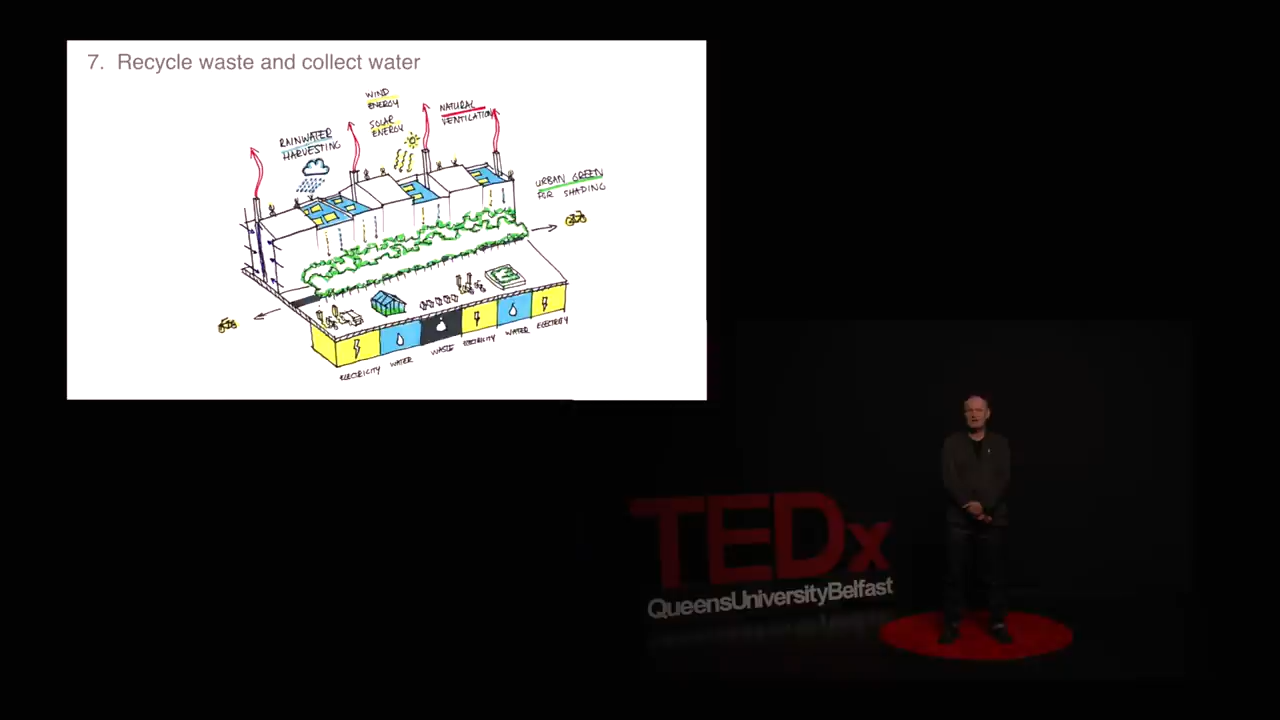 7. Recycle waste and collect water
WIND
ENERGY
SOLAR
ENERGY
NATURAL
VENTILATION
RAINWATER
HARVESTING
URBAN GREEN
FOR SHADING
ELECTRICITY
WATER
WASTE
ELECTRICITY
WATER
ELECTRICITY
TEDx
QueensUniversityBelfast